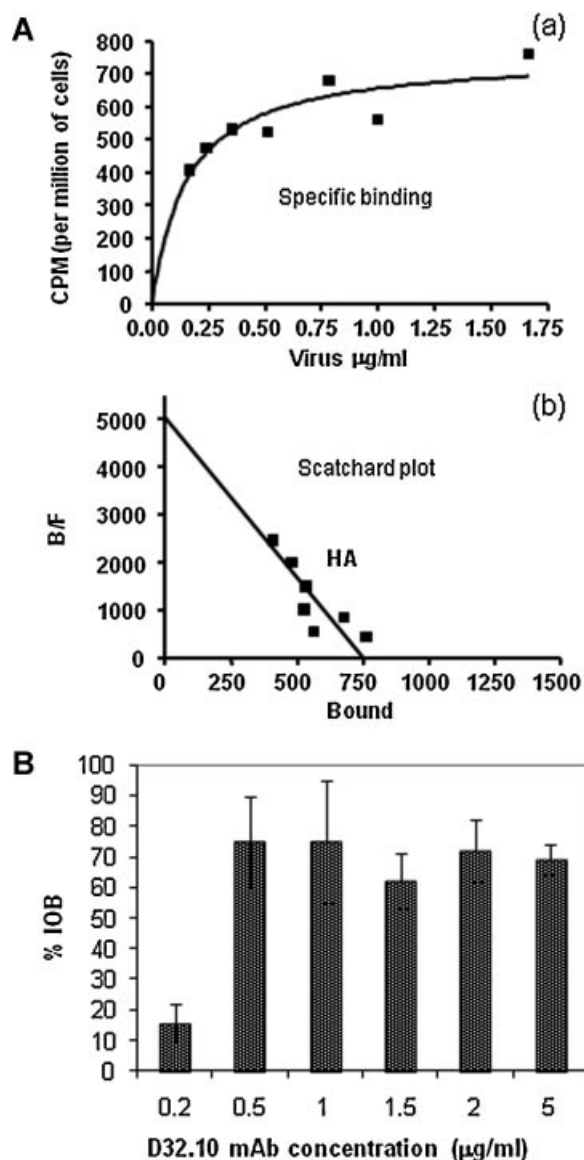 A
(a)
CPM (per million of cells)
800
700
600
500
400
300
200
100
0
Specific binding
0.00 0.25 0.50 0.75 1.00 1.25 1.50 1.75
Virus µg/ml
(b)
B/F
5000
4000
3000
2000
1000
0
Scatchard plot
HA
0 250 500 750 1000 1250 1500
Bound
B
% IOB
100
90
80
70
60
50
40
30
20
10
0
0.2 0.5 1 1.5 2 5
D32.10 mAb concentration (µg/ml)